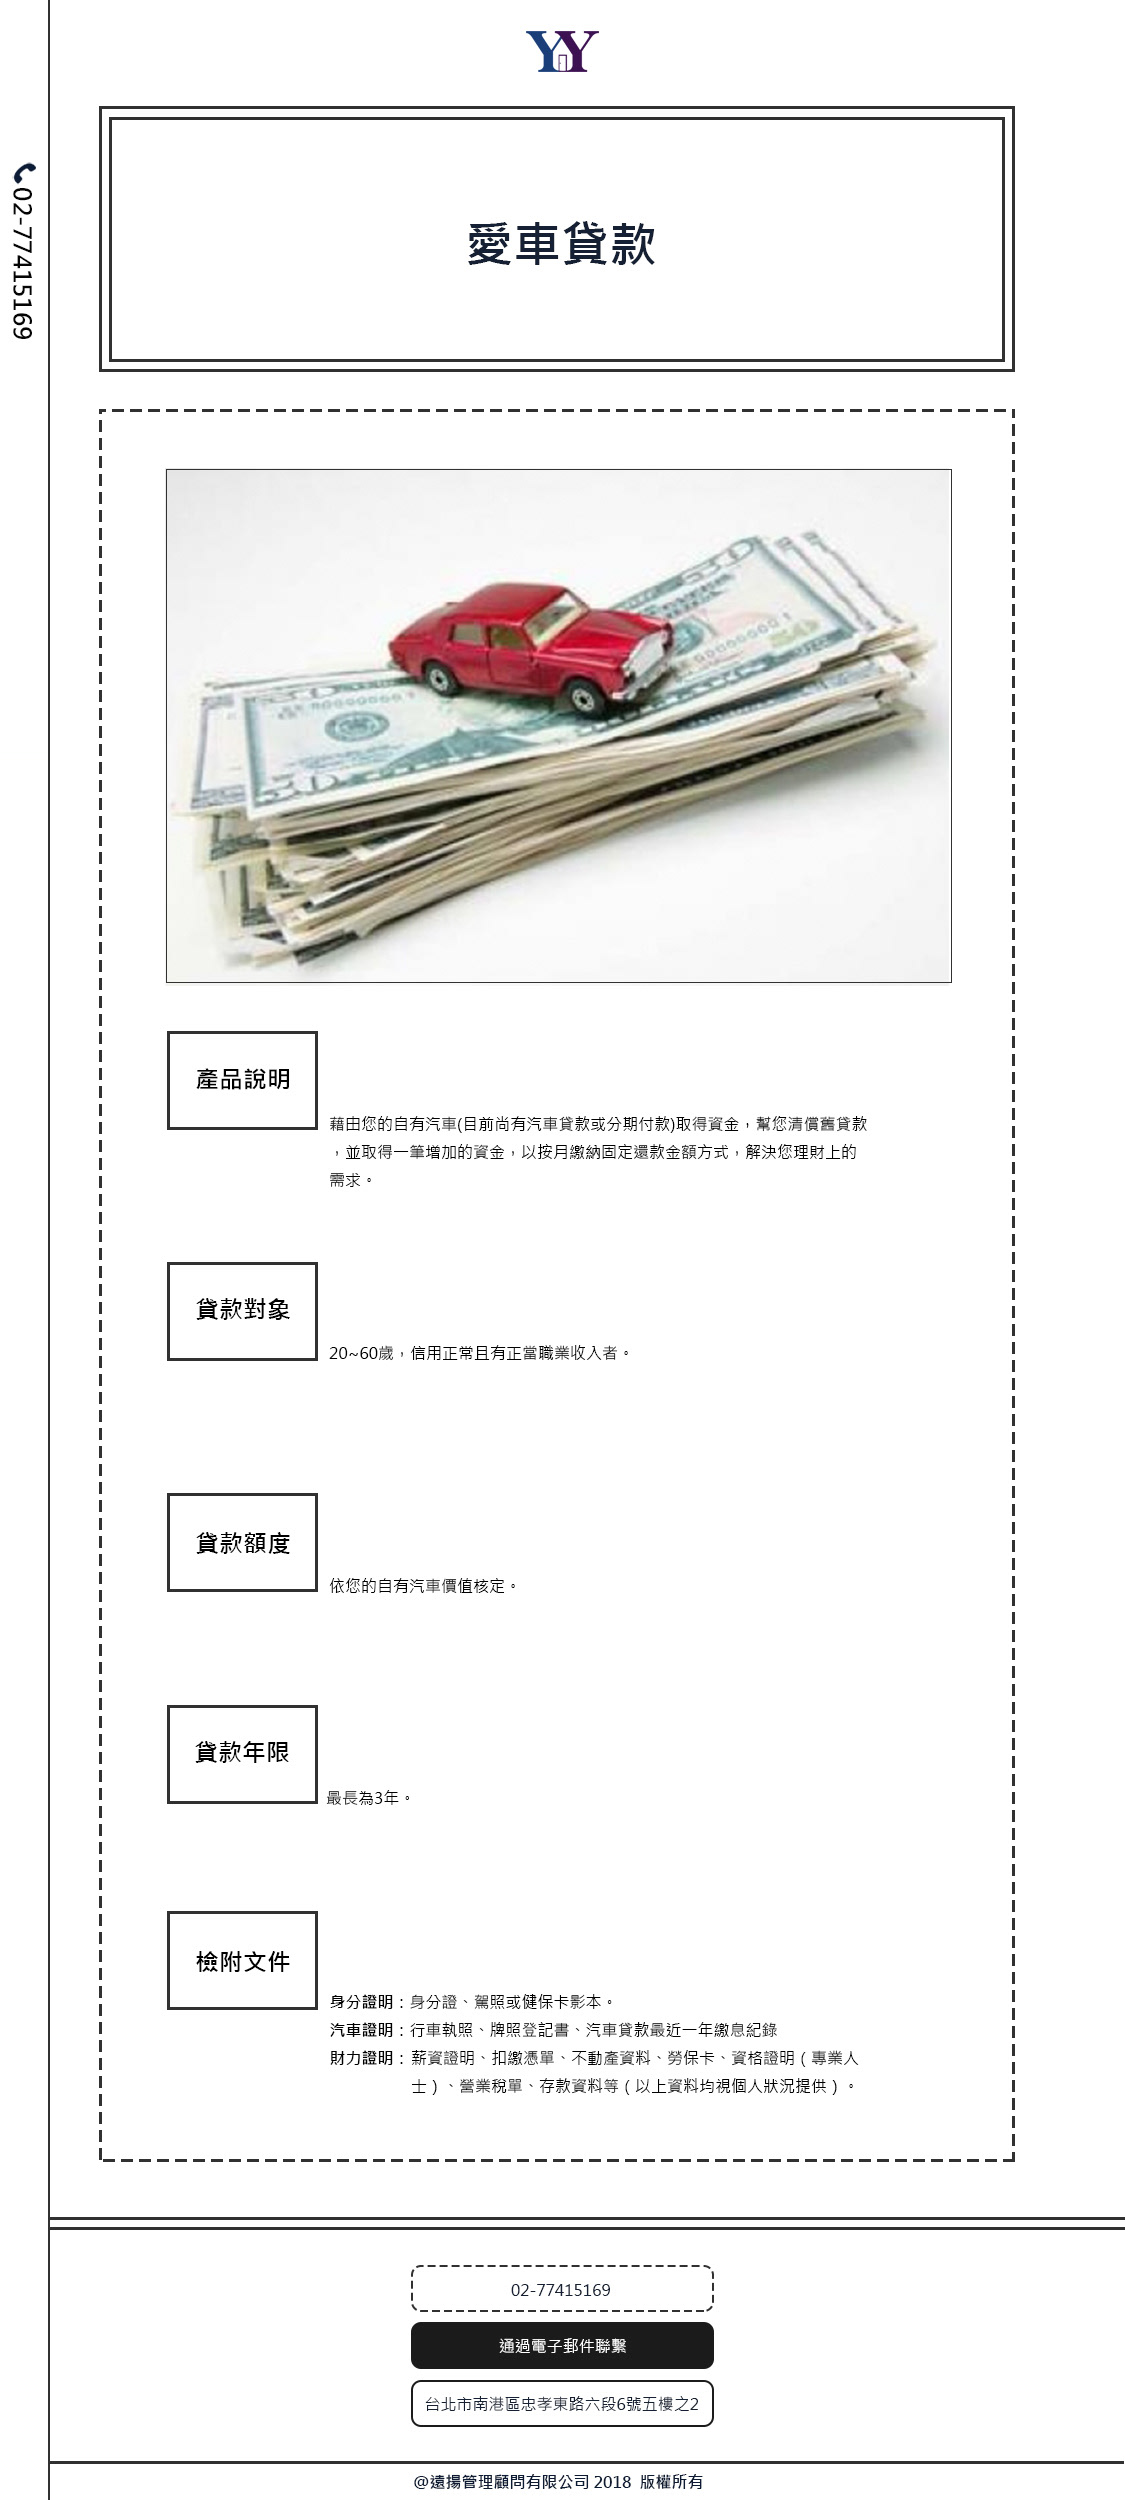 YY
02-77415169
愛車貸款
產品說明
藉由您的自有汽車(目前尚有汽車貸款或分期付款)取得資金，幫您清償舊貸款
，並取得一筆增加的資金，以按月繳納固定還款金額方式，解決您理財上的
需求。
貸款對象
20~60歲，信用正常且有正當職業收入者。
貸款額度
依您的自有汽車價值核定。
貸款年限
最長為3年。
檢附文件
身分證明：身分證、駕照或健保卡影本。
汽車證明：行車執照、牌照登記書、汽車貸款最近一年繳息紀錄
財力證明：薪資證明、扣繳憑單、不動產資料、勞保卡、資格證明（專業人
士）、營業稅單、存款資料等（以上資料均視個人狀況提供）。
02-77415169
通過電子郵件聯繫
台北市南港區忠孝東路六段6號五樓之2
@遠揚管理顧問有限公司 2018 版權所有